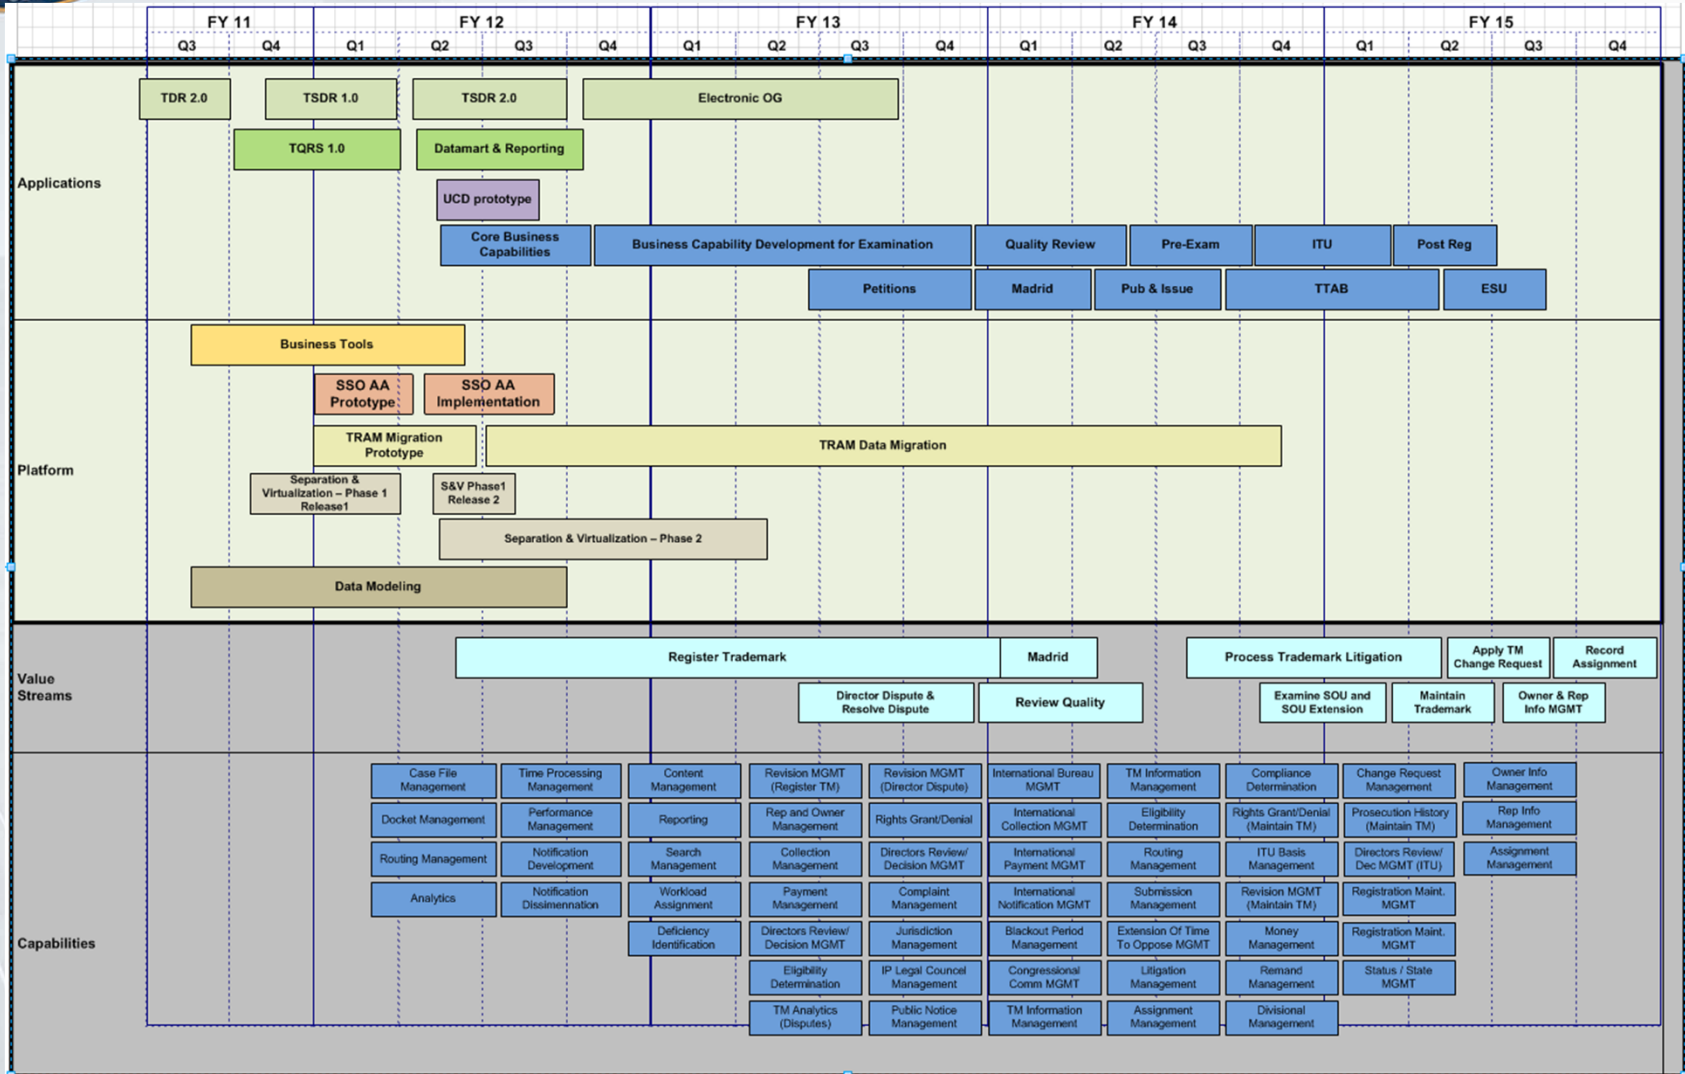 FY 11
FY 12
FY 13
FY 14
FY 15
Q3
Q4
Q1
Q2
Q3
Q4
Q1
Q2
Q3
Q4
Q1
Q2
Q3
Q4
Q1
Q2
Q3
Q4
Applications
TDR 2.0
TSDR 1.0
TSDR 2.0
Electronic OG
TQRS 1.0
Datamart & Reporting
UCD prototype
Core Business
Capabilities
Business Capability Development for Examination
Quality Review
Pre-Exam
ITU
Post Reg
Petitions
Madrid
Pub & Issue
TTAB
ESU
Platform
Business Tools
SSO AA
Prototype
SSO AA
Implementation
TRAM Migration
Prototype
TRAM Data Migration
Separation &
Virtualization – Phase 1
Release1
S&V Phase1
Release 2
Separation & Virtualization – Phase 2
Data Modeling
Value
Streams
Register Trademark
Madrid
Process Trademark Litigation
Apply TM
Change Request
Record
Assignment
Director Dispute &
Resolve Dispute
Review Quality
Examine SOU and
SOU Extension
Maintain
Trademark
Owner & Rep
Info MGMT
Capabilities
Case File
Management
Time Processing
Management
Content
Management
Revision MGMT
(Register TM)
Revision MGMT
(Director Dispute)
International Bureau
MGMT
TM Information
Management
Compliance
Determination
Change Request
Management
Owner Info
Management
Docket Management
Performance
Management
Reporting
Rep and Owner
Management
Rights Grant/Denial
International
Collection MGMT
Eligibility
Determination
Rights Grant/Denial
(Maintain TM)
Prosecution History
(Maintain TM)
Rep Info
Management
Routing Management
Notification
Development
Search
Management
Collection
Management
Directors Review/
Decision MGMT
International
Payment MGMT
Routing
Management
ITU Basis
Management
Directors Review/
Dec MGMT (ITU)
Assignment
Management
Analytics
Notification
Dissimennation
Workload
Assignment
Payment
Management
Complaint
Management
International
Notification MGMT
Submission
Management
Revision MGMT
(Maintain TM)
Registration Maint.
MGMT
Deficiency
Identification
Directors Review/
Decision MGMT
Jurisdiction
Management
Blackout Period
Management
Extension Of Time
To Oppose MGMT
Money
Management
Registration Maint.
MGMT
Eligibility
Determination
IP Legal Councel
Management
Congressional
Comm MGMT
Litigation
Management
Remand
Management
Status / State
MGMT
TM Analytics
(Disputes)
Public Notice
Management
TM Information
Management
Assignment
Management
Divisional
Management